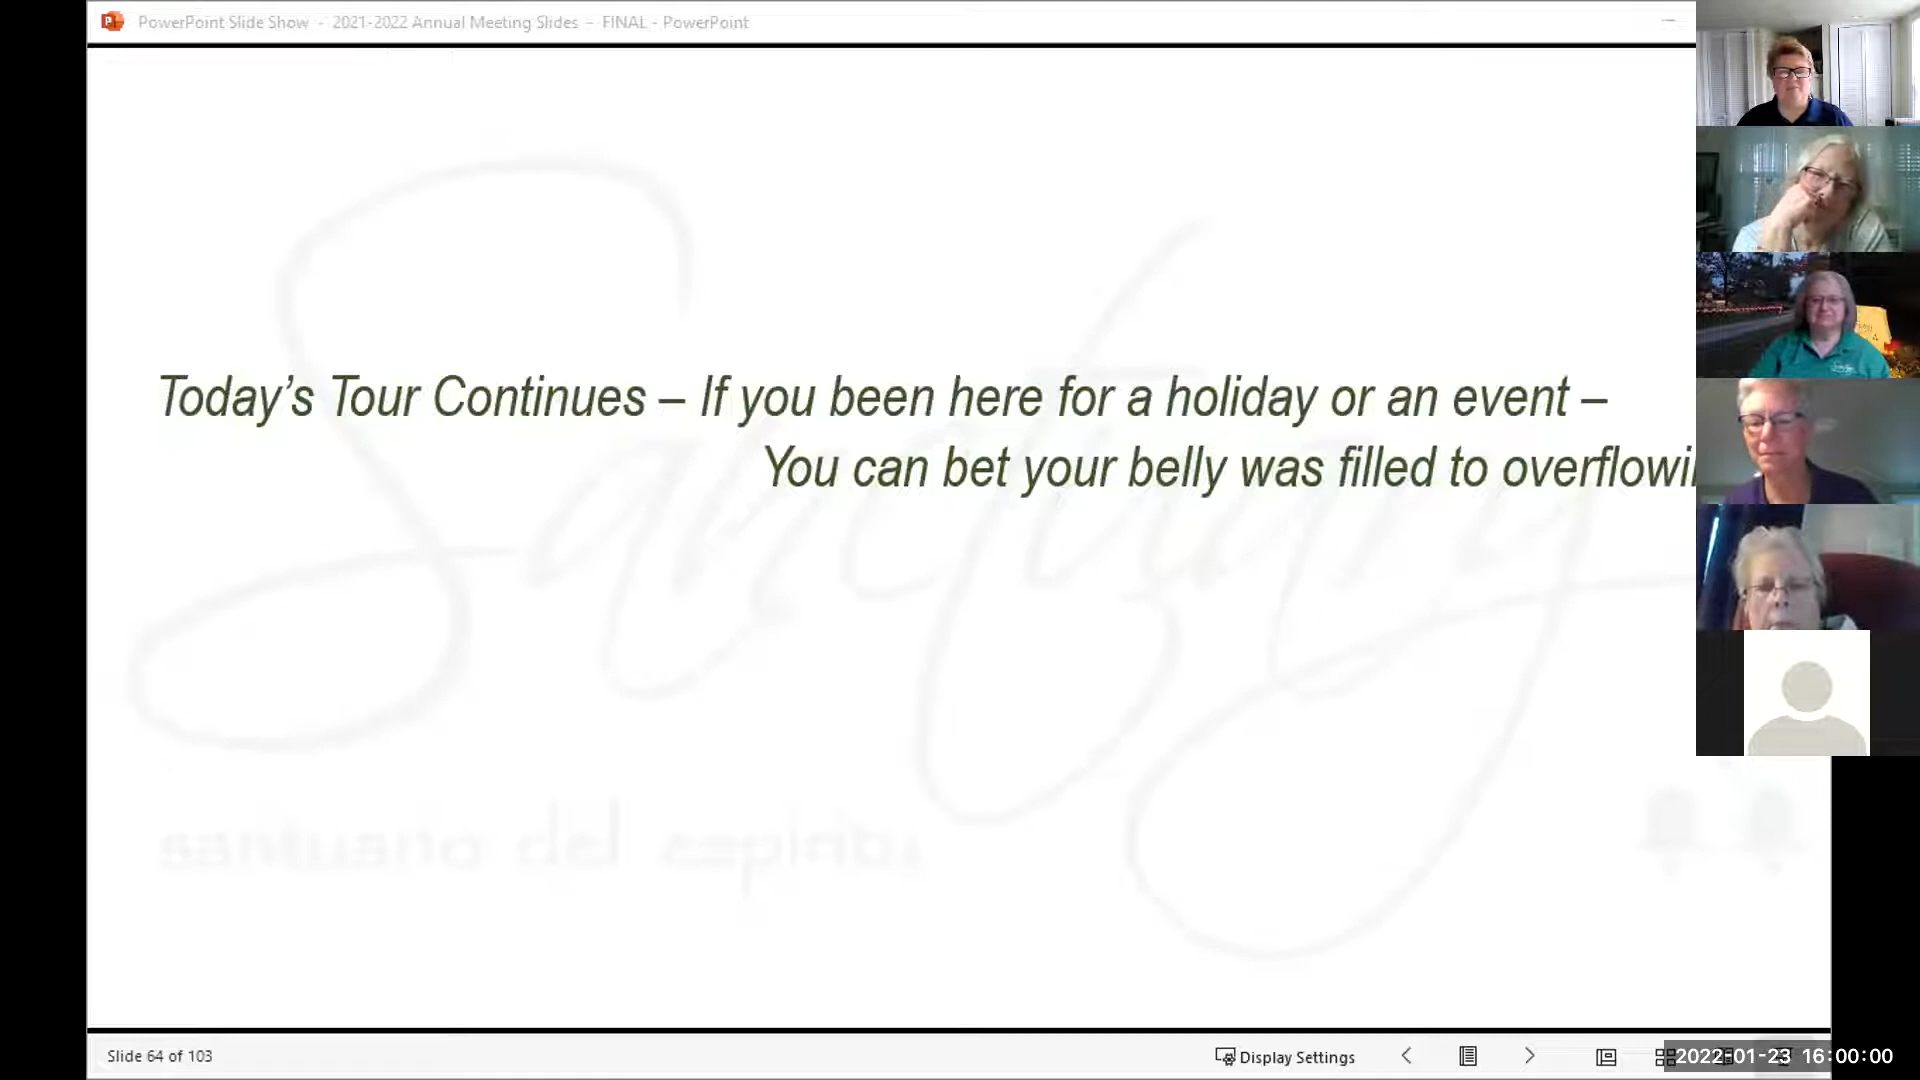 PowerPoint Slide Show - 2021-2022 Annual Meeting Slides - FINAL - PowerPoint
Today's Tour Continues – If you been here for a holiday or an event –
You can bet your belly was filled to
Sanctuary
santuario del espíritu
Slide 64 of 103
Display Settings
2022-01-23 16:00:00